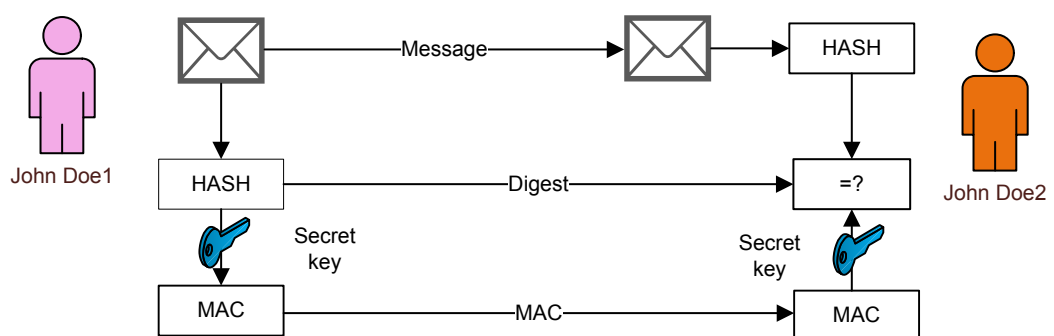 Message
HASH
John Doe1
HASH
Digest
=?
John Doe2
Secret
key
Secret
key
MAC
MAC
MAC